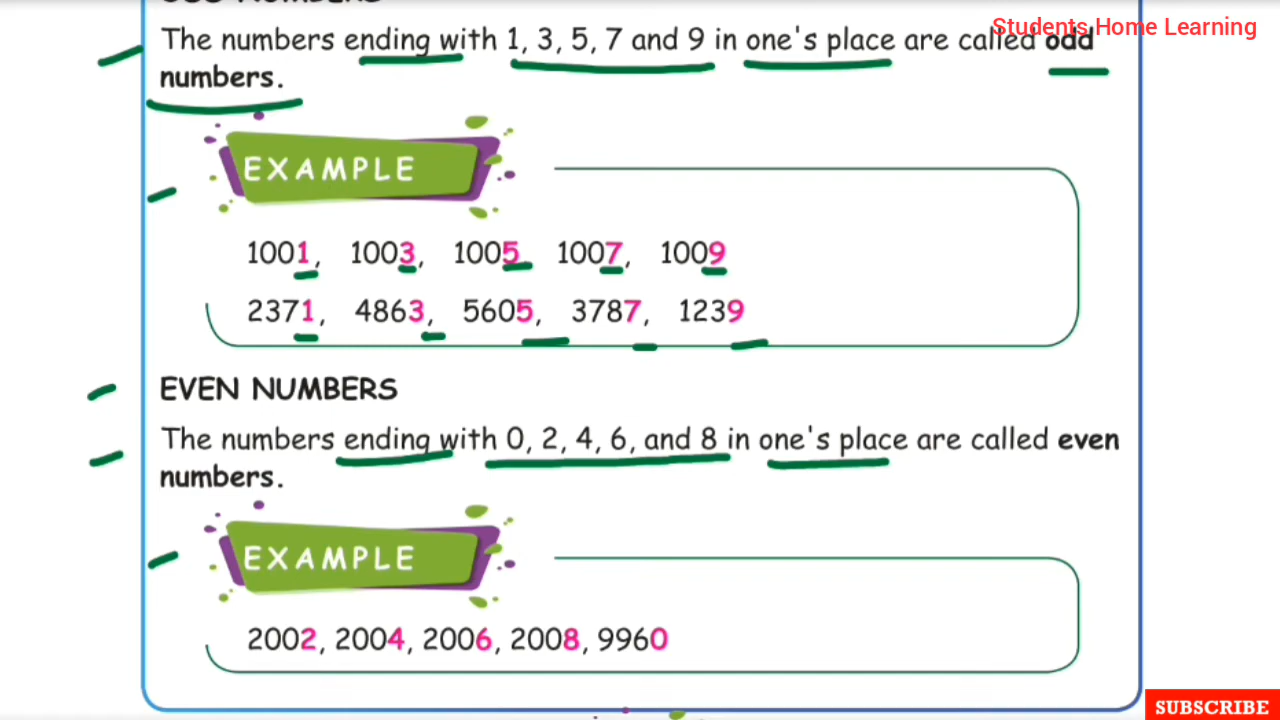 ODD NUMBERS
Students Home Learning
The numbers ending with 1, 3, 5, 7 and 9 in one's place are called odd
numbers.
EXAMPLE
1001, 1003, 1005, 1007, 1009
2371, 4863, 5605, 3787, 1239
EVEN NUMBERS
The numbers ending with 0, 2, 4, 6, and 8 in one's place are called even
numbers.
EXAMPLE
2002, 2004, 2006, 2008, 9960
SUBSCRIBE